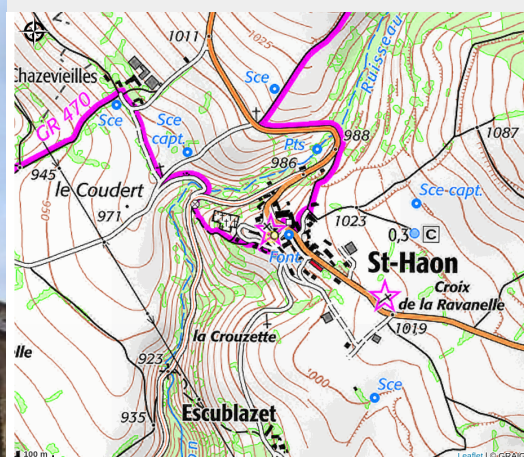 1011
1025
Ruisseau
Chazevieilles
Sce
GR 470
Sce
Sce
capt.
Pts
988
1087
986
945
le Coudert
950
971
Sce-capt.
1023
0,3 C
Font.
St-Haon
Croix
de la Ravanelle
1019
la Crouzette
lle
923
1000
Sce
935
Escublazet
100 m
Leaflet